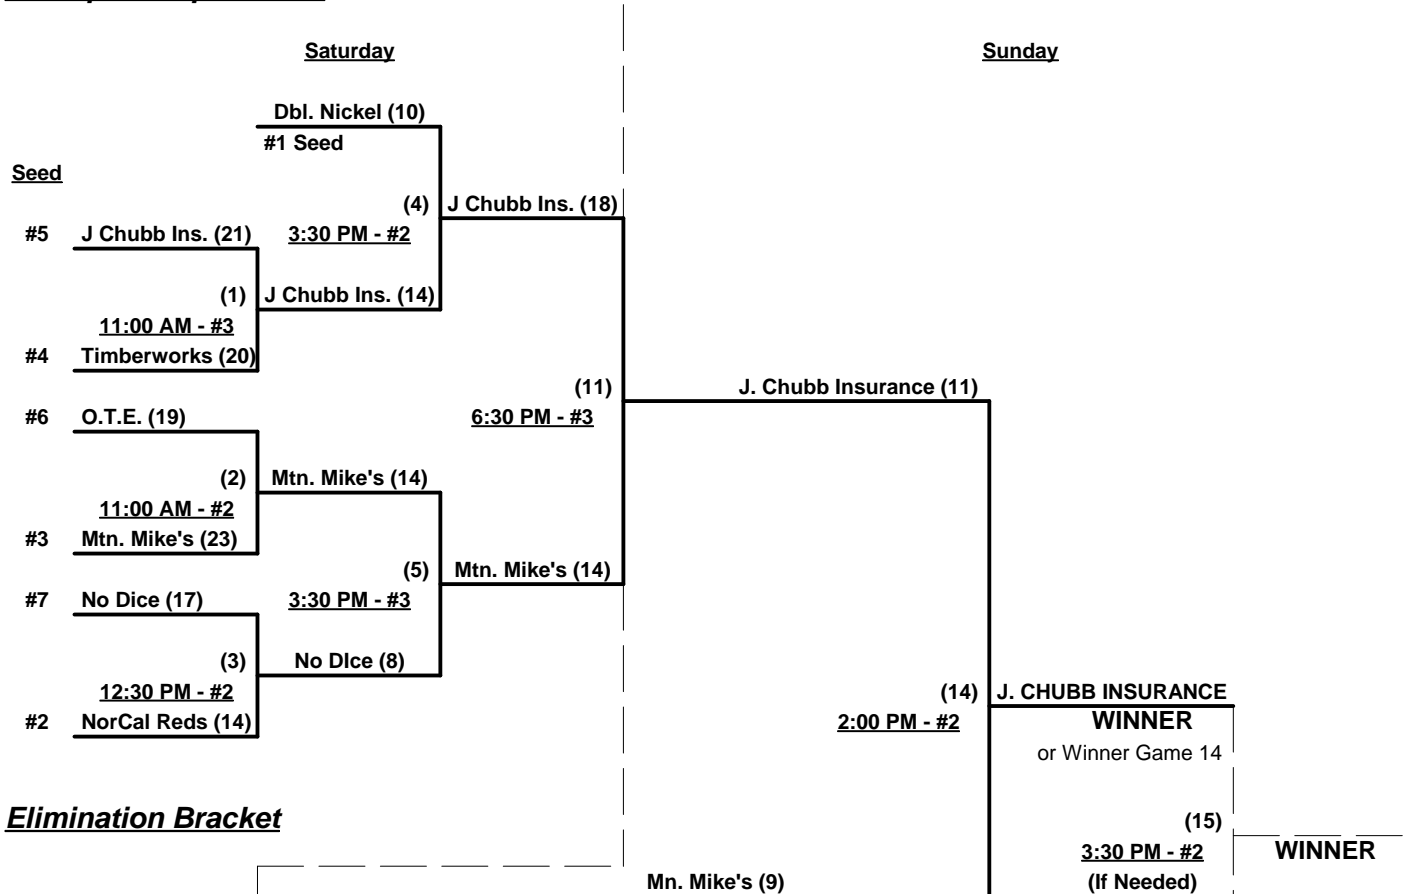 Saturday
Sunday
Dbl. Nickel (10)
#1 Seed
Seed
(4)
J Chubb Ins. (18)
#5
J Chubb Ins. (21)
3:30 PM - #2
(1)
J Chubb Ins. (14)
11:00 AM - #3
#4
Timberworks (20)
(11)
J. Chubb Insurance (11)
#6
O.T.E. (19)
6:30 PM - #3
(2)
Mtn. Mike's (14)
11:00 AM - #2
#3
Mtn. Mike's (23)
(5)
Mtn. Mike's (14)
#7
No Dice (17)
3:30 PM - #3
(3)
No DIce (8)
12:30 PM - #2
(14)
J. CHUBB INSURANCE
#2
NorCal Reds (14)
2:00 PM - #2
WINNER
or Winner Game 14
Elimination Bracket
(15)
3:30 PM - #2
WINNER
Mn. Mike's (9)
(If Needed)